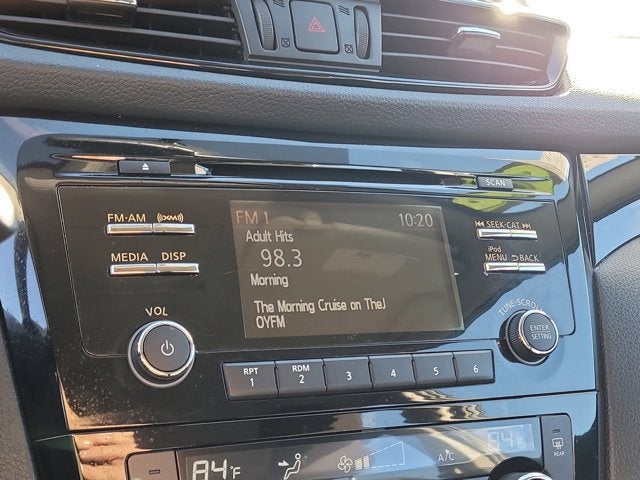 SCAN
FM·AM ((XM))
MEDIA DISP
VOL
FM 1 10:20
Adult Hits
98.3
Morning
The Morning Cruise on TheJ
OYFM
SEEK·CAT
iPod
MENU BACK
TUNE·SCROLL
ENTER
SETTING
RPT
1
RDM
2
3
4
5
6
84°F
A/C
84°F
REAR